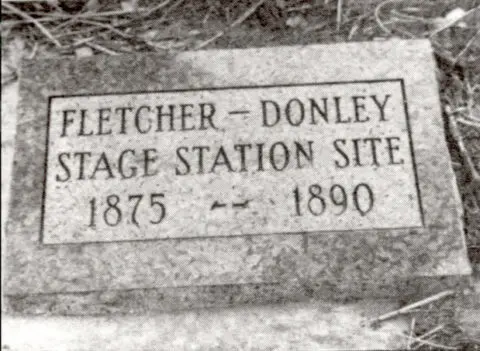 FLETCHER - DONLEY
STAGE STATION SITE
1875 -- 1890